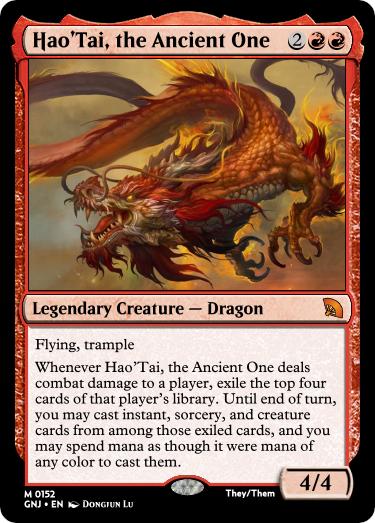 Hao'Tai, the Ancient One 2
Legendary Creature — Dragon
Flying, trample
Whenever Hao'Tai, the Ancient One deals
combat damage to a player, exile the top four
cards of that player's library. Until end of turn,
you may cast instant, sorcery, and creature
cards from among those exiled cards, and you
may spend mana as though it were mana of
any color to cast them.
4/4
M 0152
GNJ • EN Dongjun Lu
They/Them